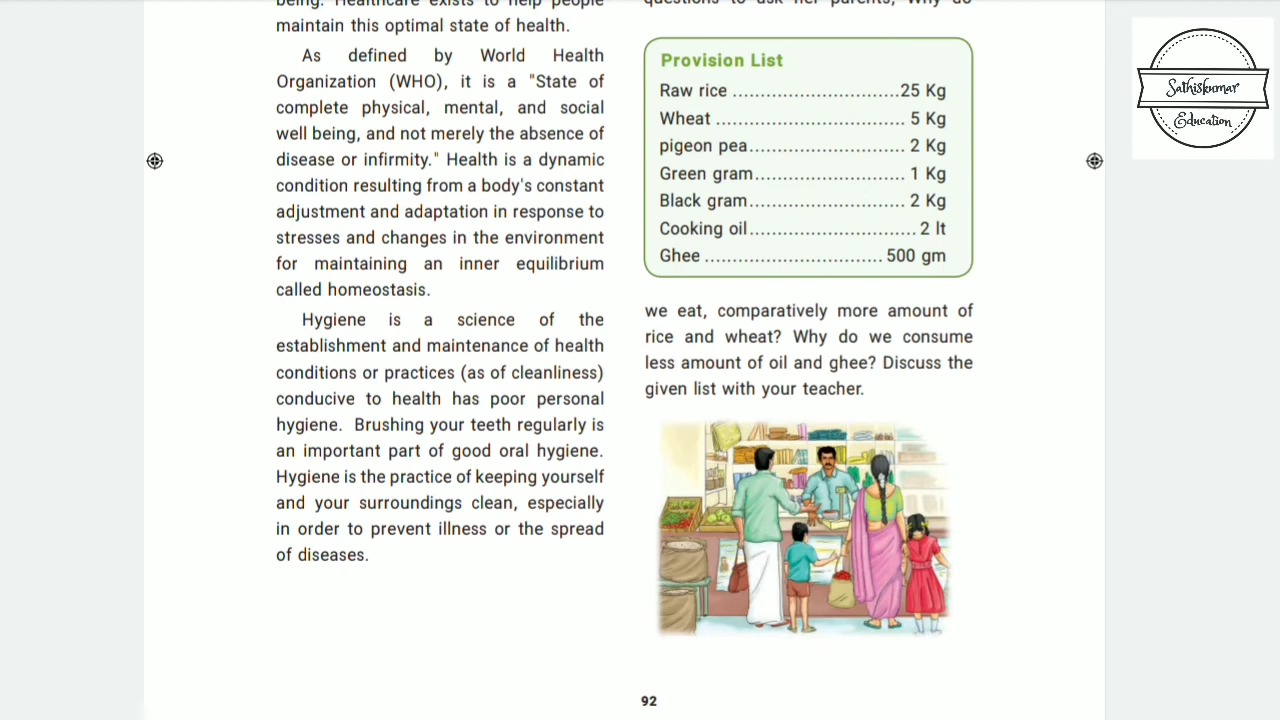 being. Healthcare exists to help people
maintain this optimal state of health.
As defined by World Health
Organization (WHO), it is a "State of
complete physical, mental, and social
well being, and not merely the absence of
disease or infirmity." Health is a dynamic
condition resulting from a body's constant
adjustment and adaptation in response to
stresses and changes in the environment
for maintaining an inner equilibrium
called homeostasis.
Hygiene is a science of the
establishment and maintenance of health
conditions or practices (as of cleanliness)
conducive to health has poor personal
hygiene. Brushing your teeth regularly is
an important part of good oral hygiene.
Hygiene is the practice of keeping yourself
and your surroundings clean, especially
in order to prevent illness or the spread
of diseases.
questions to ask her parents, Why do
Provision List
Raw rice ..............................25 Kg
Wheat .................................. 5 Kg
pigeon pea............................ 2 Kg
Green gram........................... 1 Kg
Black gram............................ 2 Kg
Cooking oil.............................. 2 lt
Ghee ................................ 500 gm
we eat, comparatively more amount of
rice and wheat? Why do we consume
less amount of oil and ghee? Discuss the
given list with your teacher.
92
Sathiskumar
Education